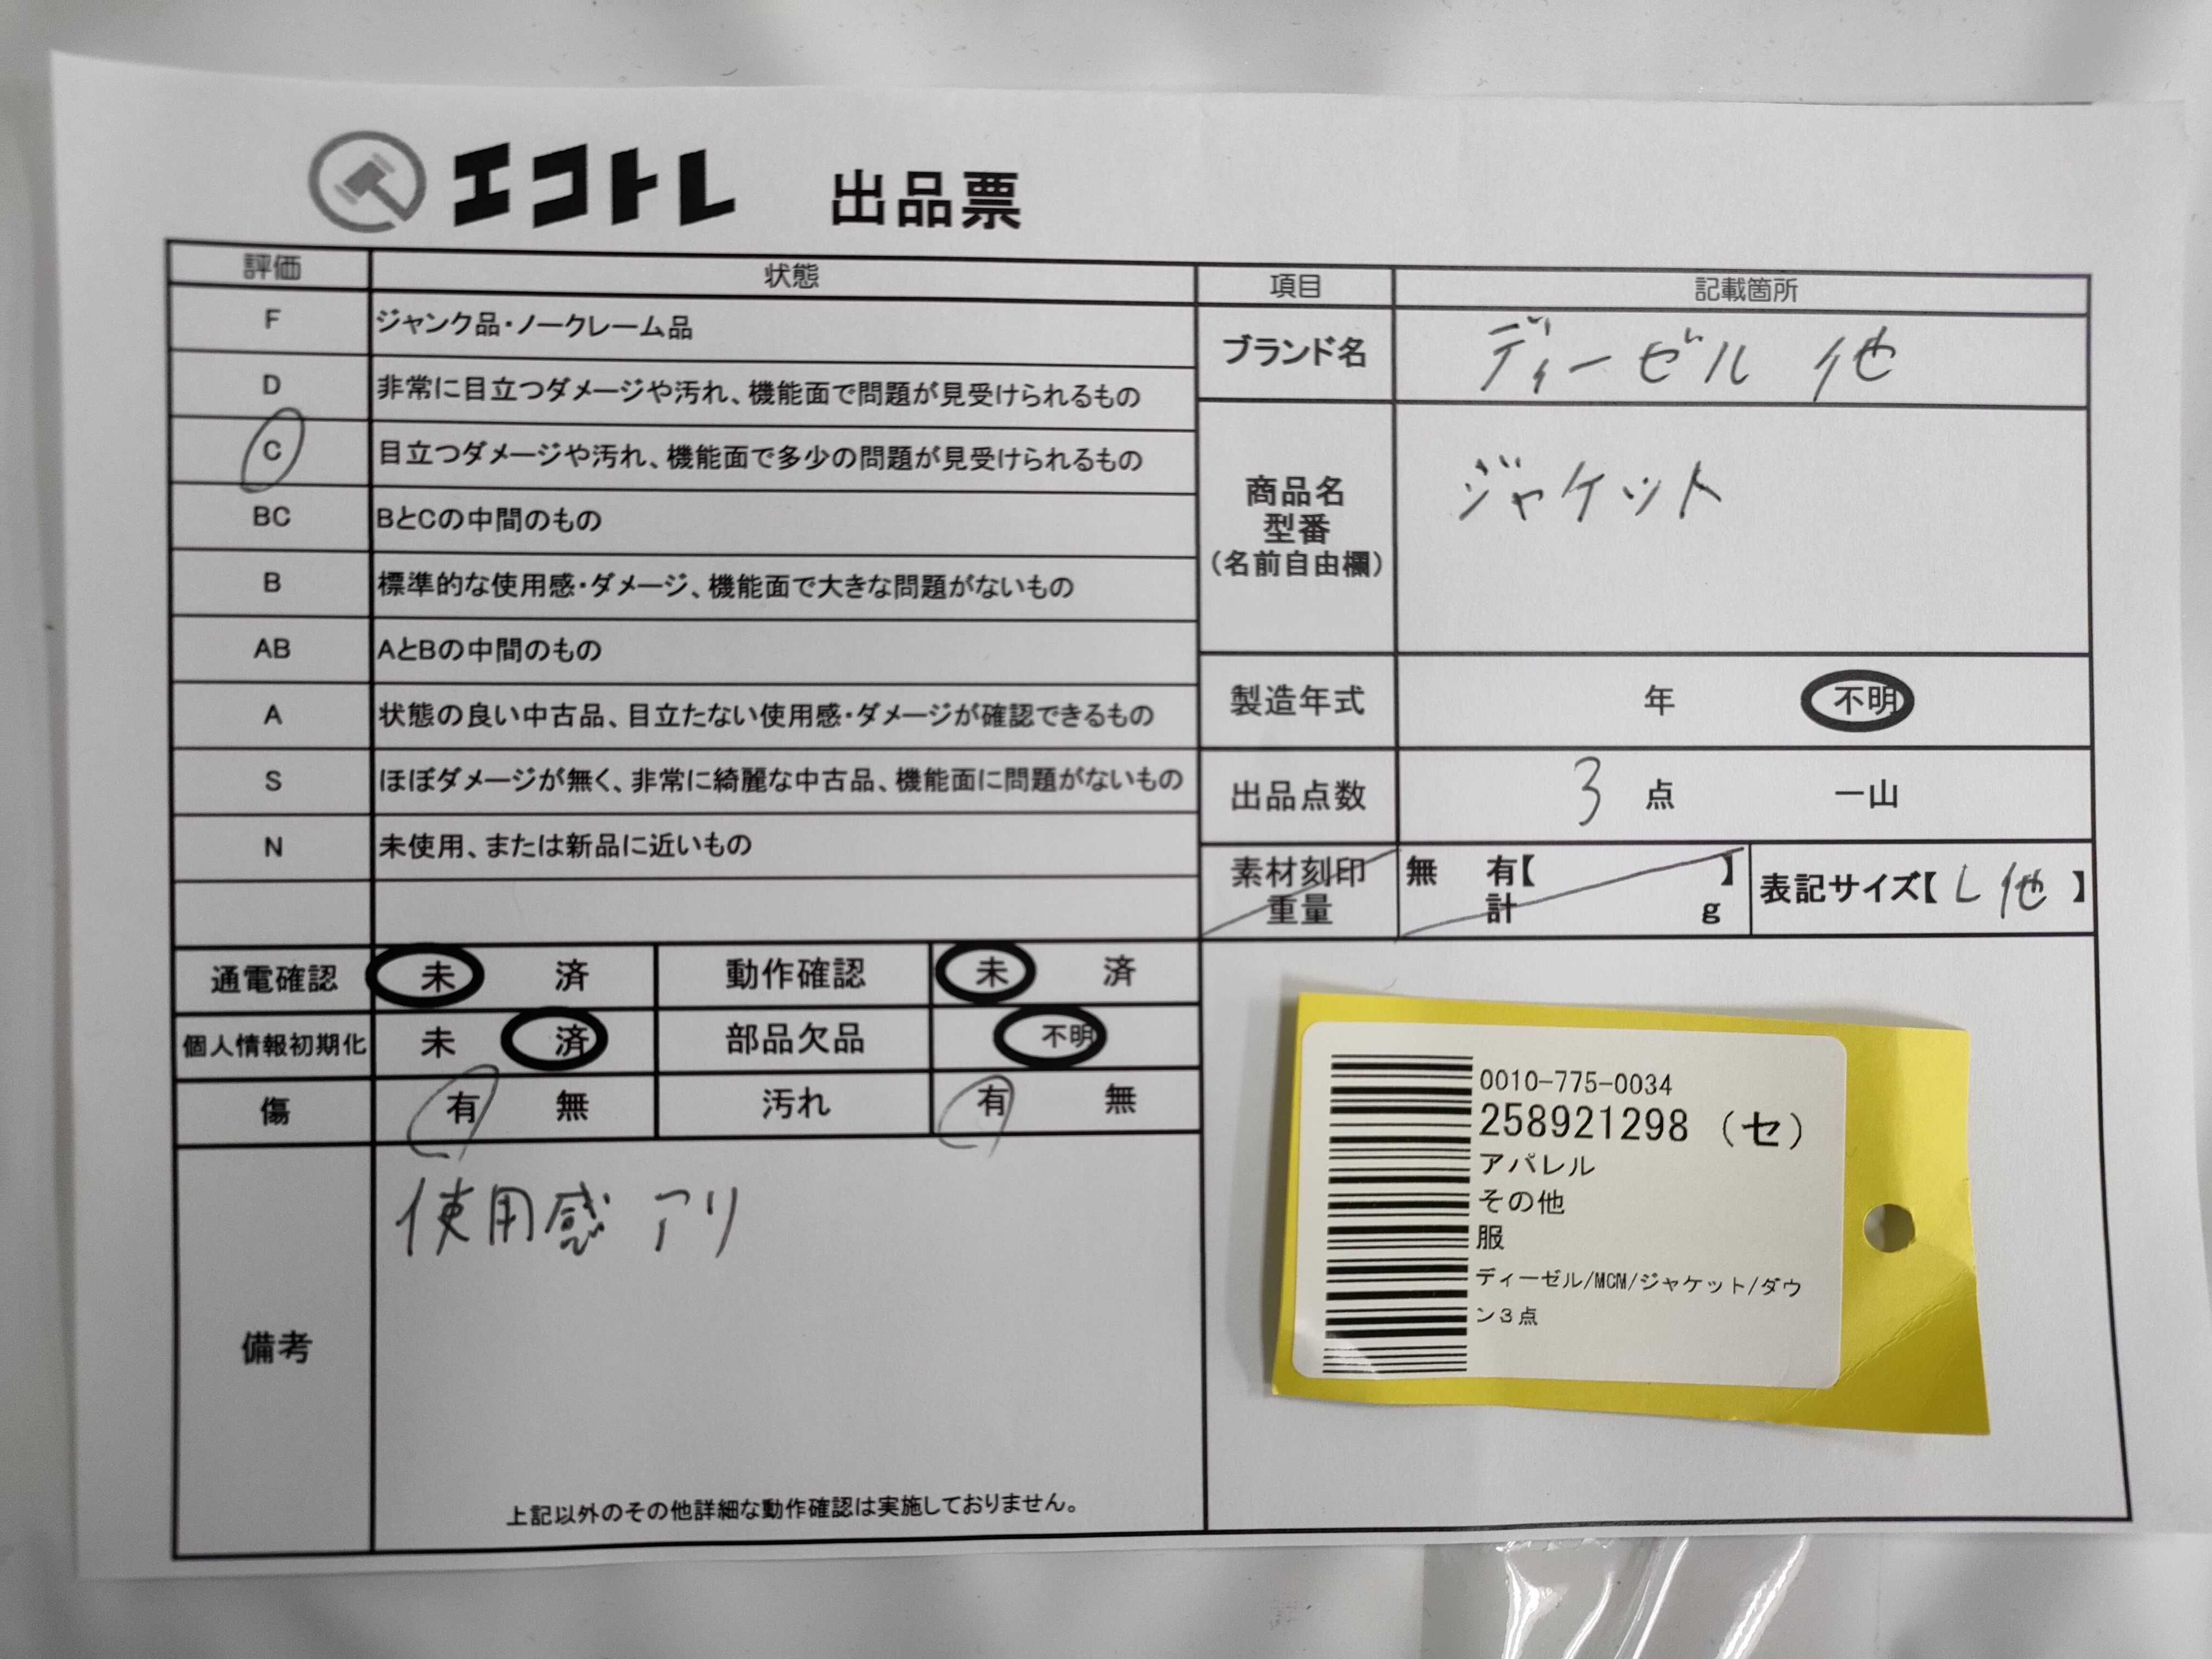 エコトレ 出品票
評価 状態
F ジャンク品・ノークレーム品
D 非常に目立つダメージや汚れ、機能面で問題が見受けられるもの
C 目立つダメージや汚れ、機能面で多少の問題が見受けられるもの
BC BとCの中間のもの
B 標準的な使用感・ダメージ、機能面で大きな問題がないもの
AB AとBの中間のもの
A 状態の良い中古品、目立たない使用感・ダメージが確認できるもの
S ほぼダメージが無く、非常に綺麗な中古品、機能面に問題がないもの
N 未使用、または新品に近いもの
項目 記載箇所
ブランド名 ディーゼル 他
商品名
型番
(名前自由欄)
ジャケット
製造年式 年 不明
出品点数 3 点 一山
素材刻印 無 有【 】
重量 計 g
表記サイズ【L 他】
通電確認 未 済 動作確認 未 済
個人情報初期化 未 済 部品欠品 不明
傷 有 無 汚れ 有 無
備考
使用感 アリ
上記以外のその他詳細な動作確認は実施しておりません。
0010-775-0034
258921298 (セ)
アパレル
その他
服
ディーゼル/MCM/ジャケット/ダウ
ン3点